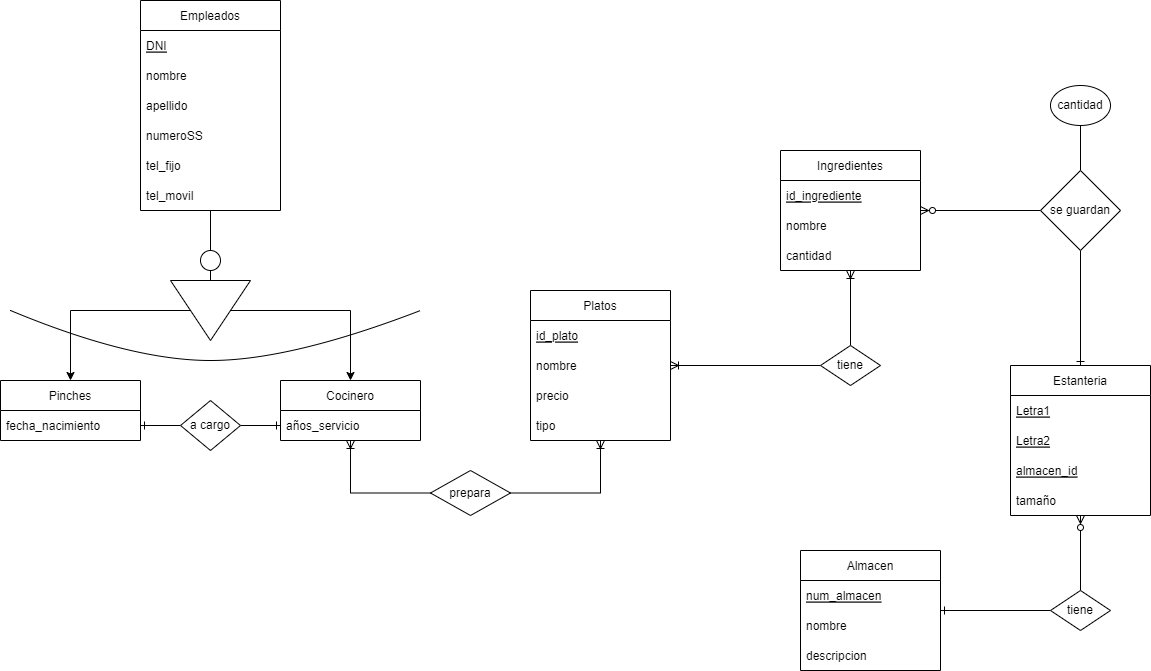 Empleados
DNI
nombre
apellido
numeroSS
tel_fijo
tel_movil
Pinches
fecha_nacimiento
a cargo
Cocinero
años_servicio
prepara
Platos
id_plato
nombre
precio
tipo
tiene
Ingredientes
id_ingrediente
nombre
cantidad
cantidad
se guardan
Estanteria
Letra1
Letra2
almacen_id
tamaño
tiene
Almacen
num_almacen
nombre
descripcion